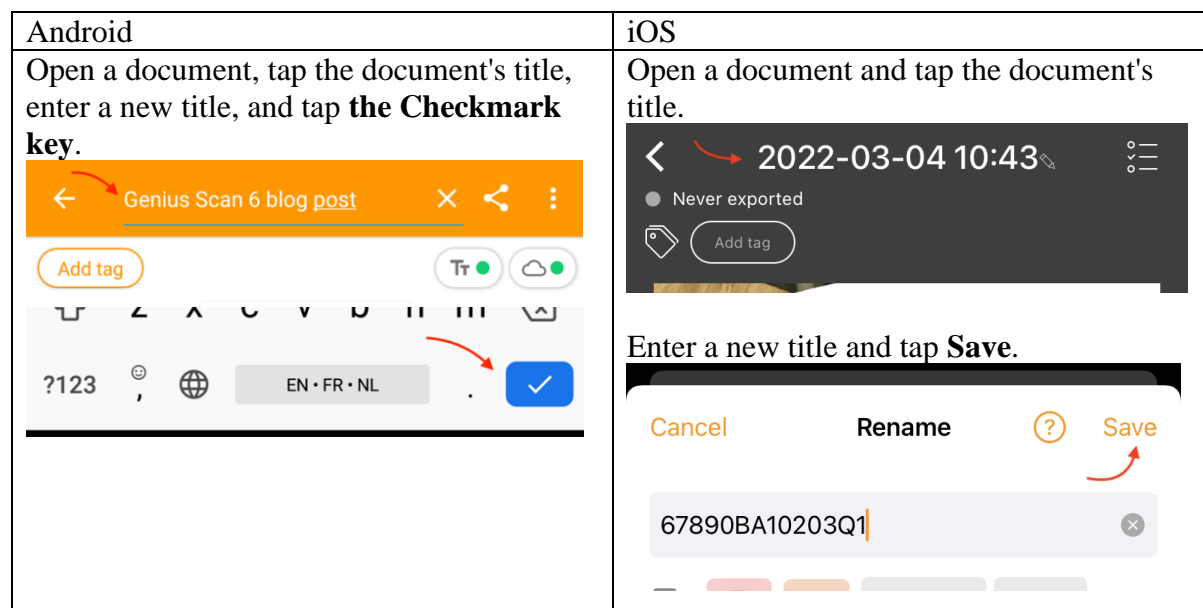 Android
Open a document, tap the document's title,
enter a new title, and tap the Checkmark
key.
Genius Scan 6 blog post
Add tag
Tт
z x c v b n m
?123 , EN • FR • NL .
iOS
Open a document and tap the document's
title.
2022-03-04 10:43
Never exported
Add tag
Enter a new title and tap Save.
Cancel Rename ? Save
67890BA10203Q1